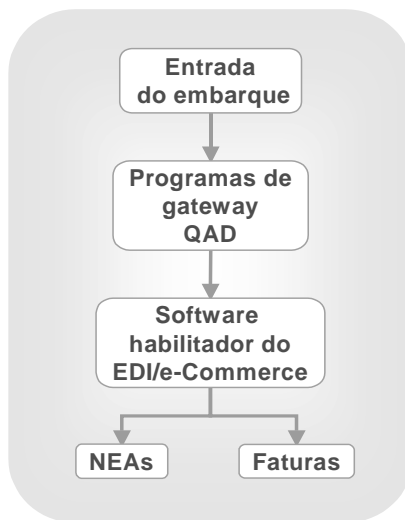 Entrada
do embarque
Programas de
gateway
QAD
Software
habilitador do
EDI/e-Commerce
NEAs
Faturas